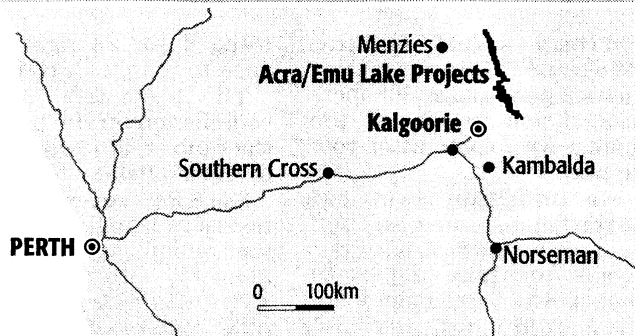 Menzies
Acra/Emu Lake Projects
Kalgoorie
Southern Cross
Kambalda
PERTH
Norseman
0 100km